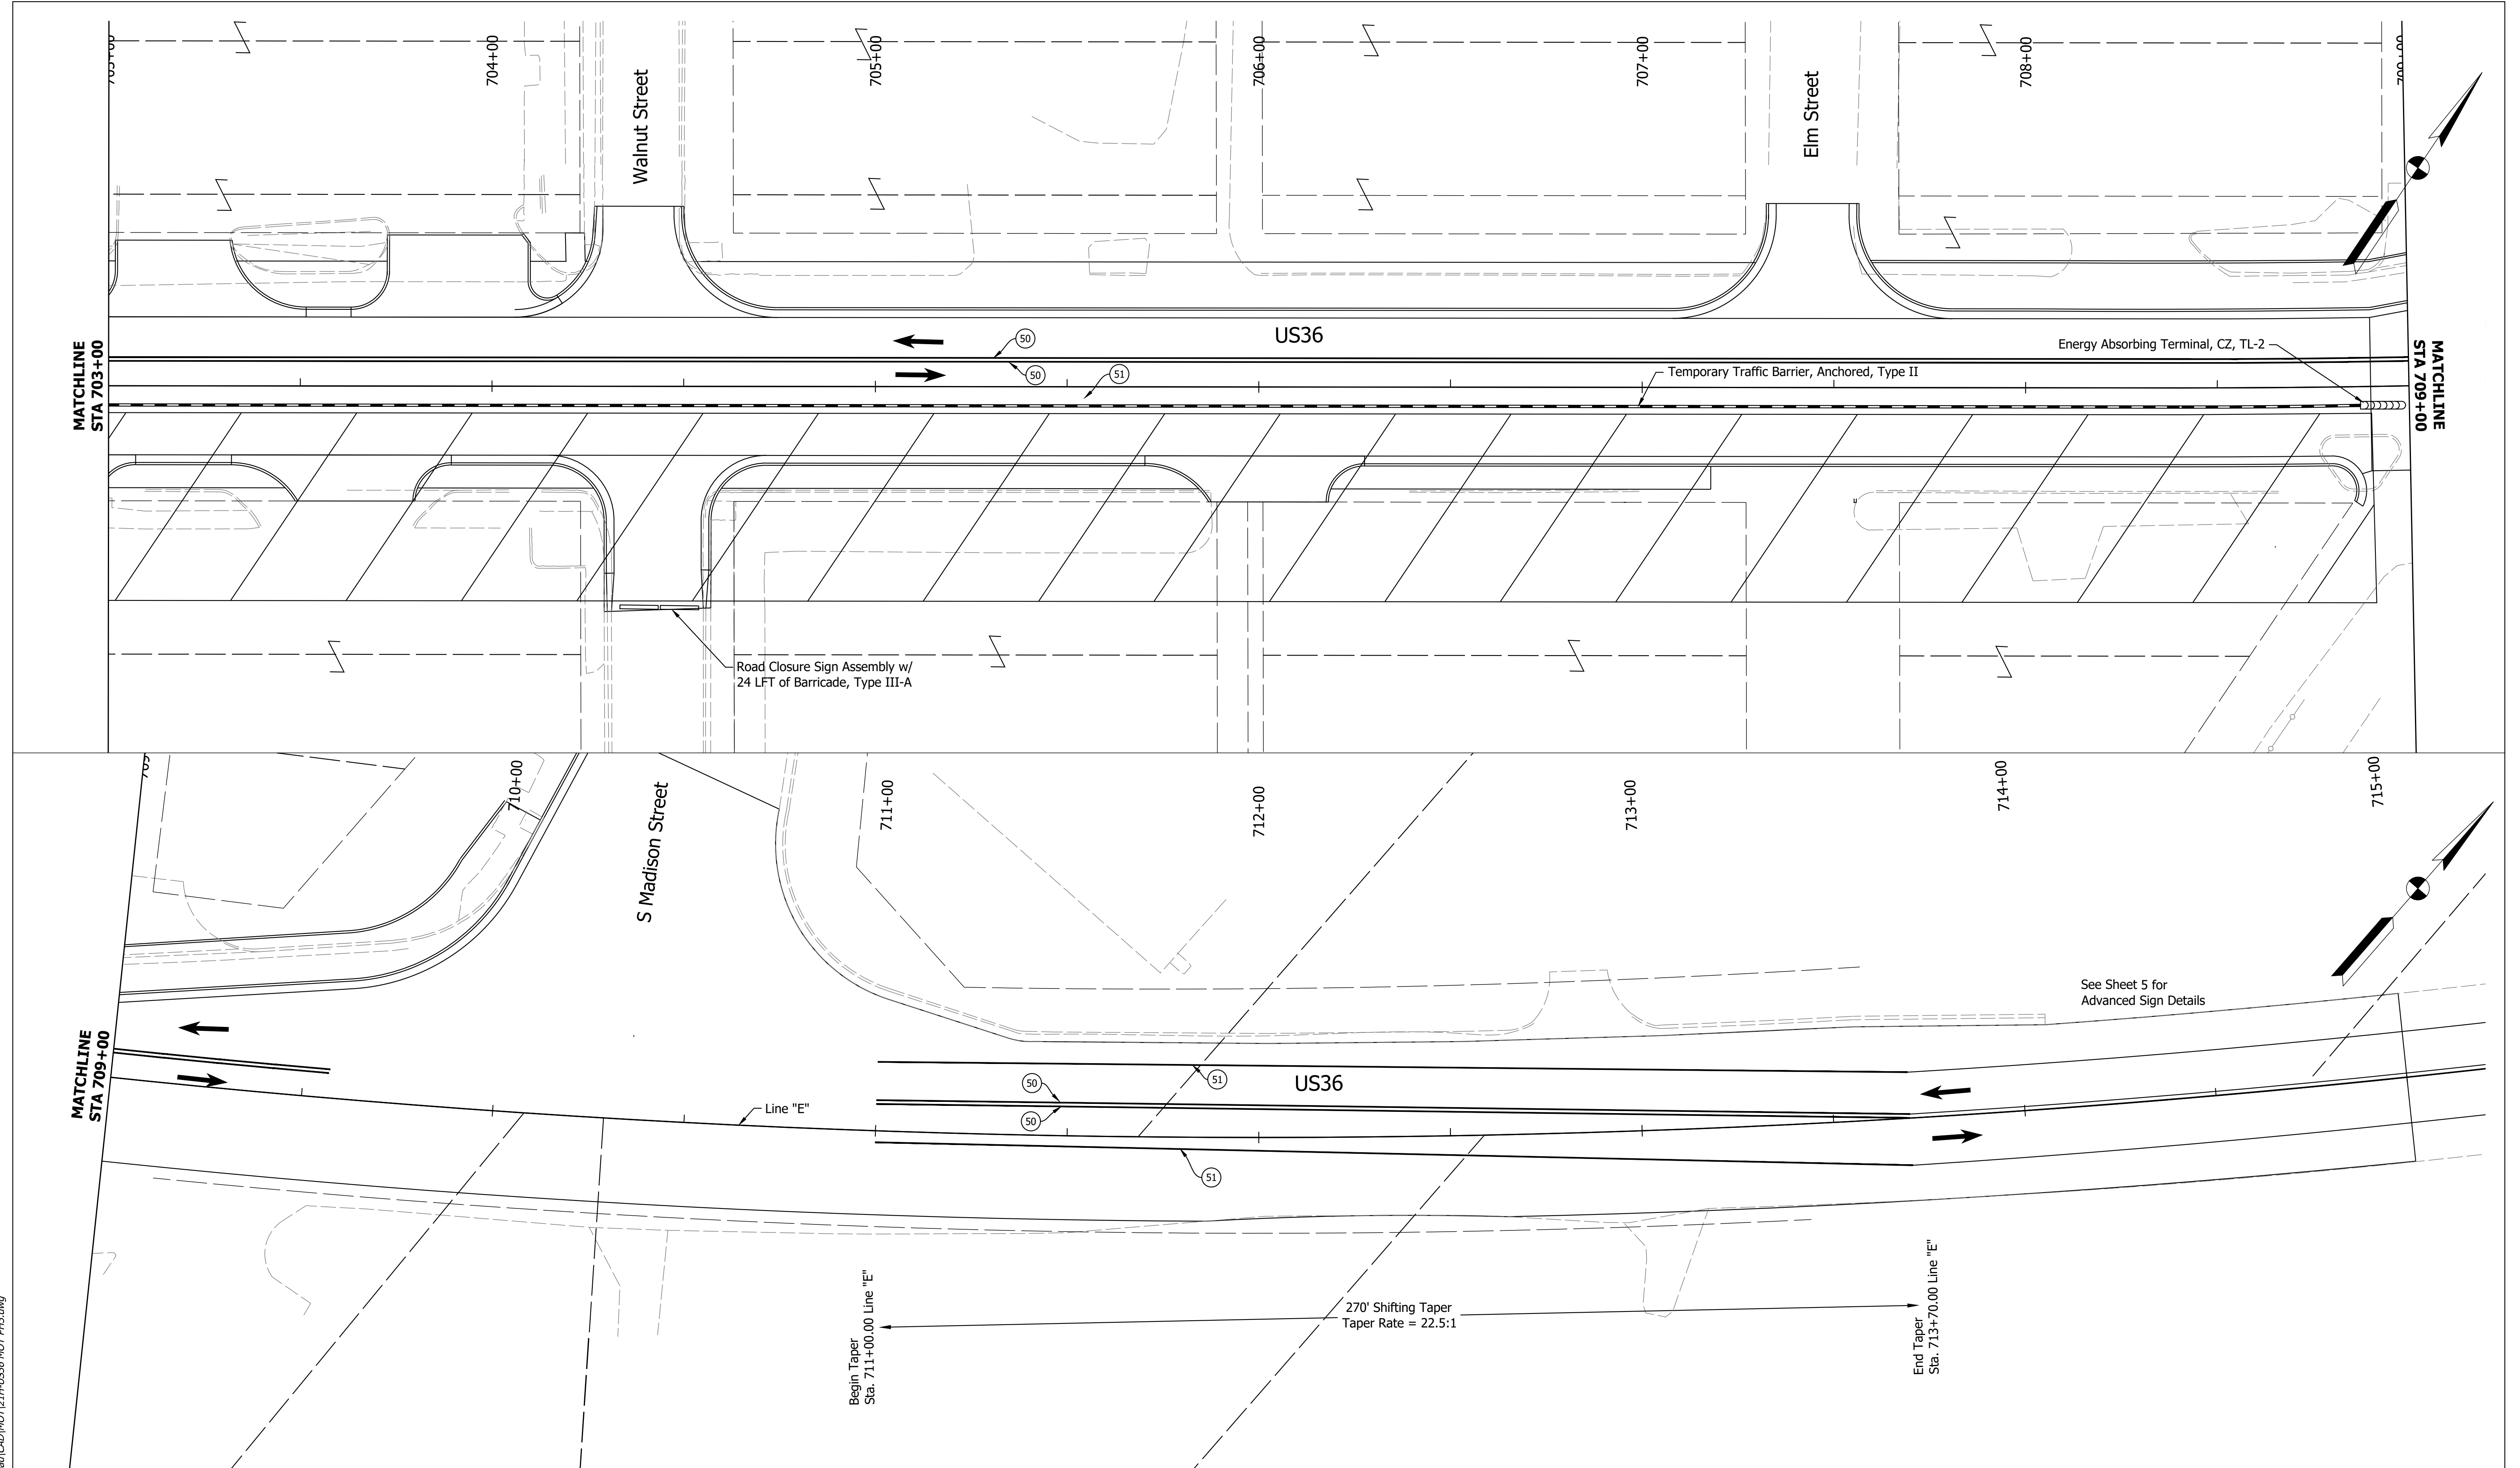 704+00
705+00
706+00
707+00
708+00
Walnut Street
Elm Street
MATCHLINE
STA 703+00
US36
50
50
51
Energy Absorbing Terminal, CZ, TL-2
Temporary Traffic Barrier, Anchored, Type II
MATCHLINE
STA 709+00
Road Closure Sign Assembly w/
24 LFT of Barricade, Type III-A
710+00
711+00
712+00
713+00
714+00
715+00
S Madison Street
See Sheet 5 for
Advanced Sign Details
MATCHLINE
STA 709+00
51
US36
50
50
Line "E"
51
Begin Taper
Sta. 711+00.00 Line "E"
270' Shifting Taper
Taper Rate = 22.5:1
End Taper
Sta. 713+70.00 Line "E"